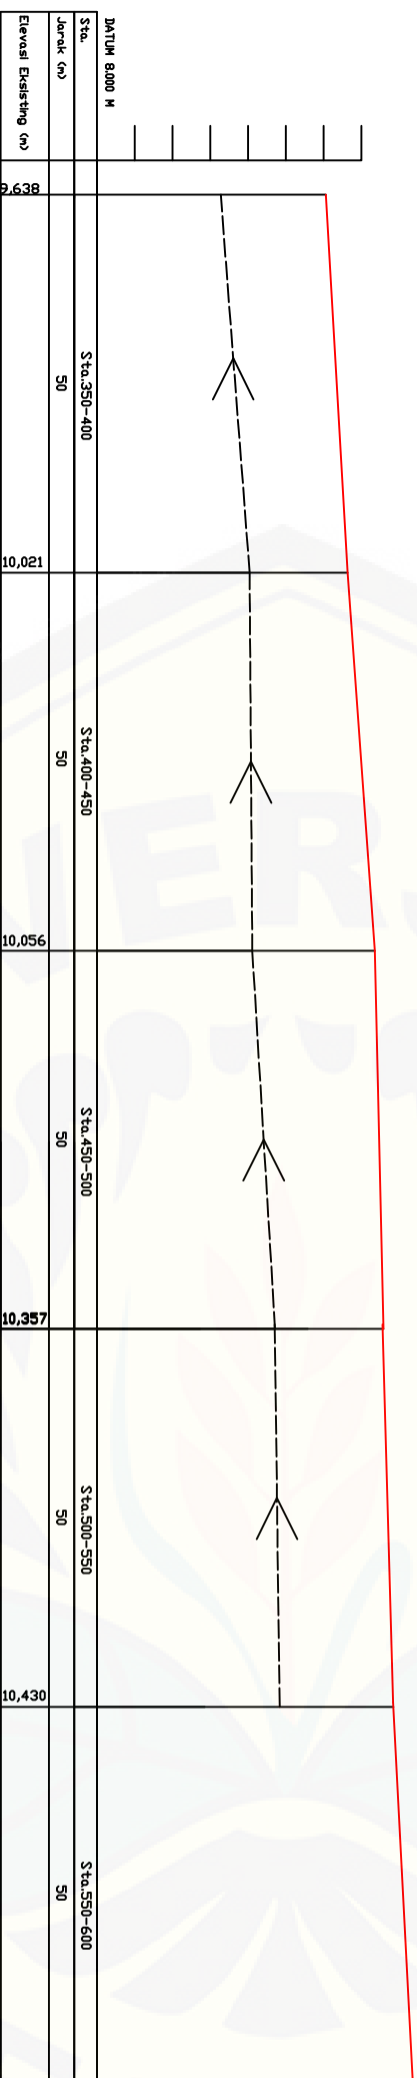 DATUM 8.000 M
Sta.
Sta.350-400
Sta.400-450
Sta.450-500
Sta.500-550
Sta.550-600
Jarak (m)
50
50
50
50
50
Elevasi Eksisting (m)
9,638
10,021
10,056
10,357
10,430